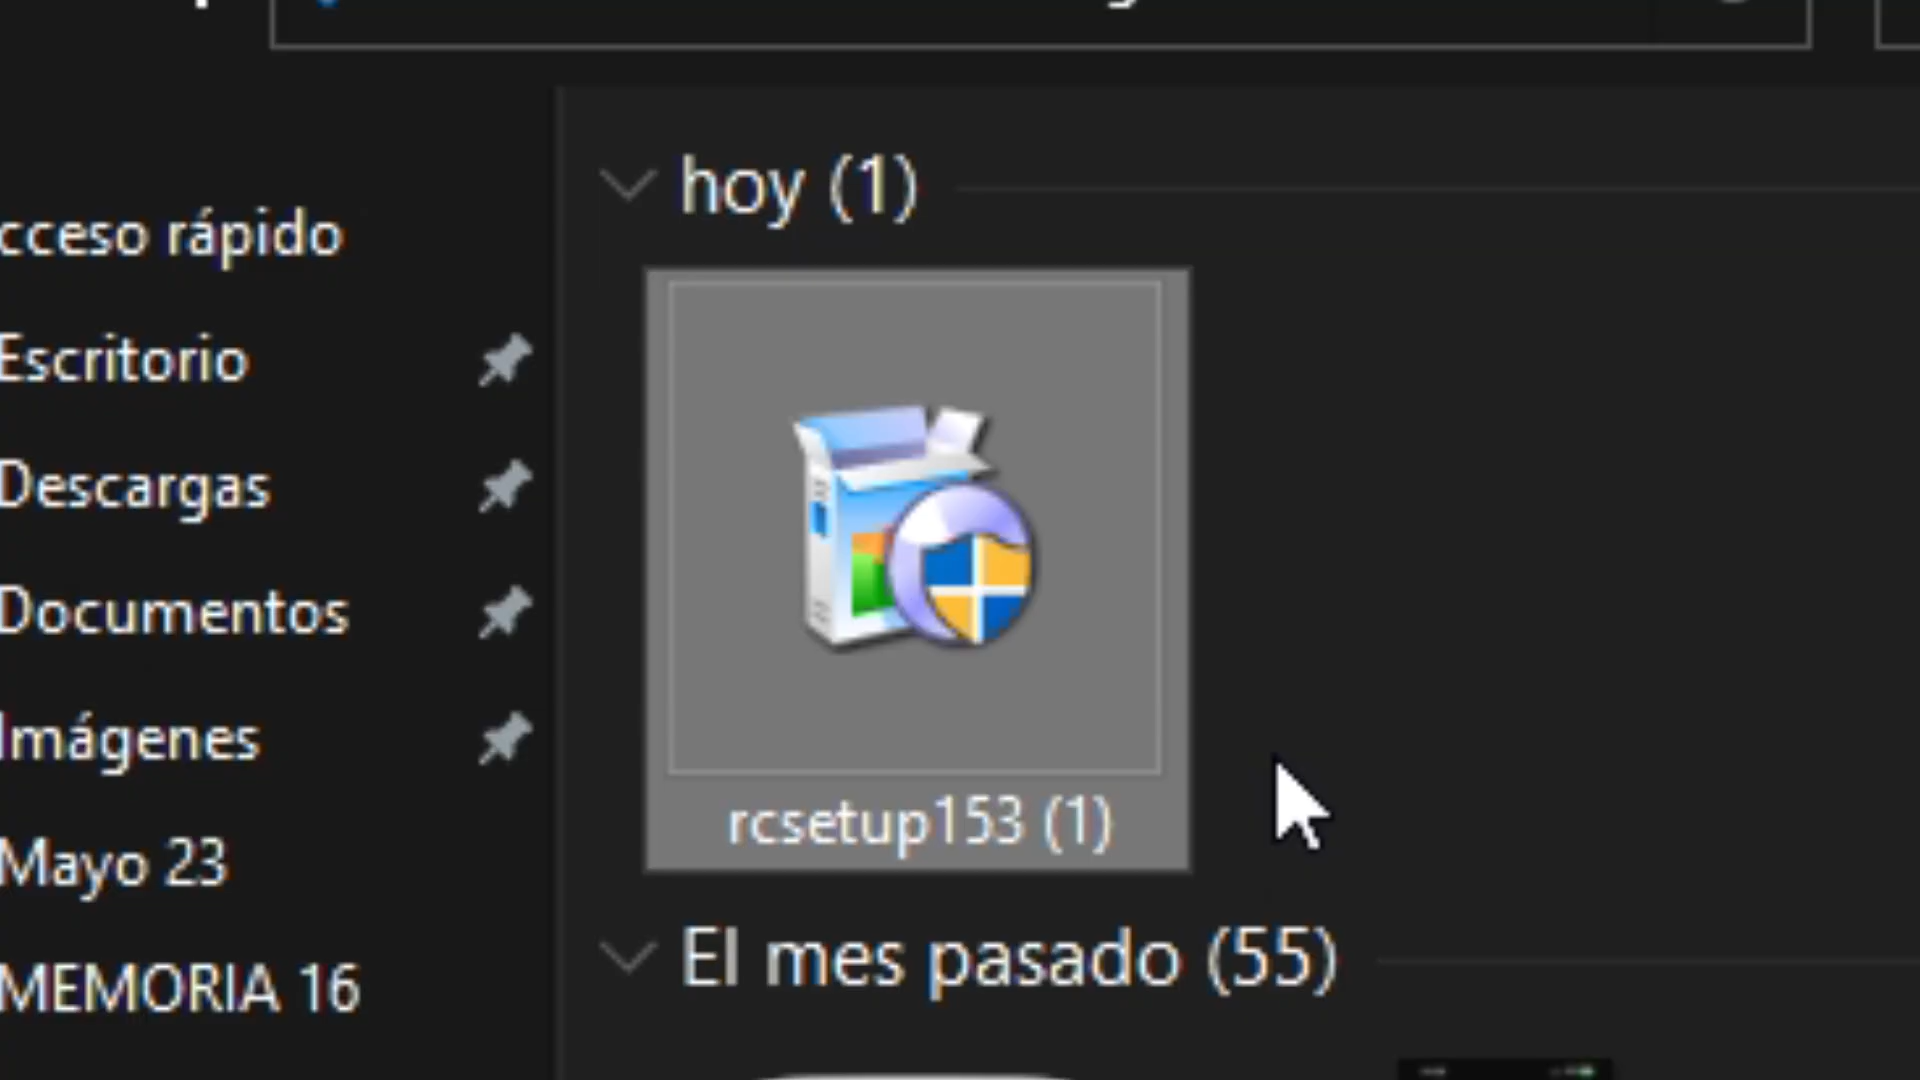 cceso rápido
Escritorio
Descargas
Documentos
Imágenes
Mayo 23
MEMORIA 16
hoy (1)
rcsetup153 (1)
El mes pasado (55)